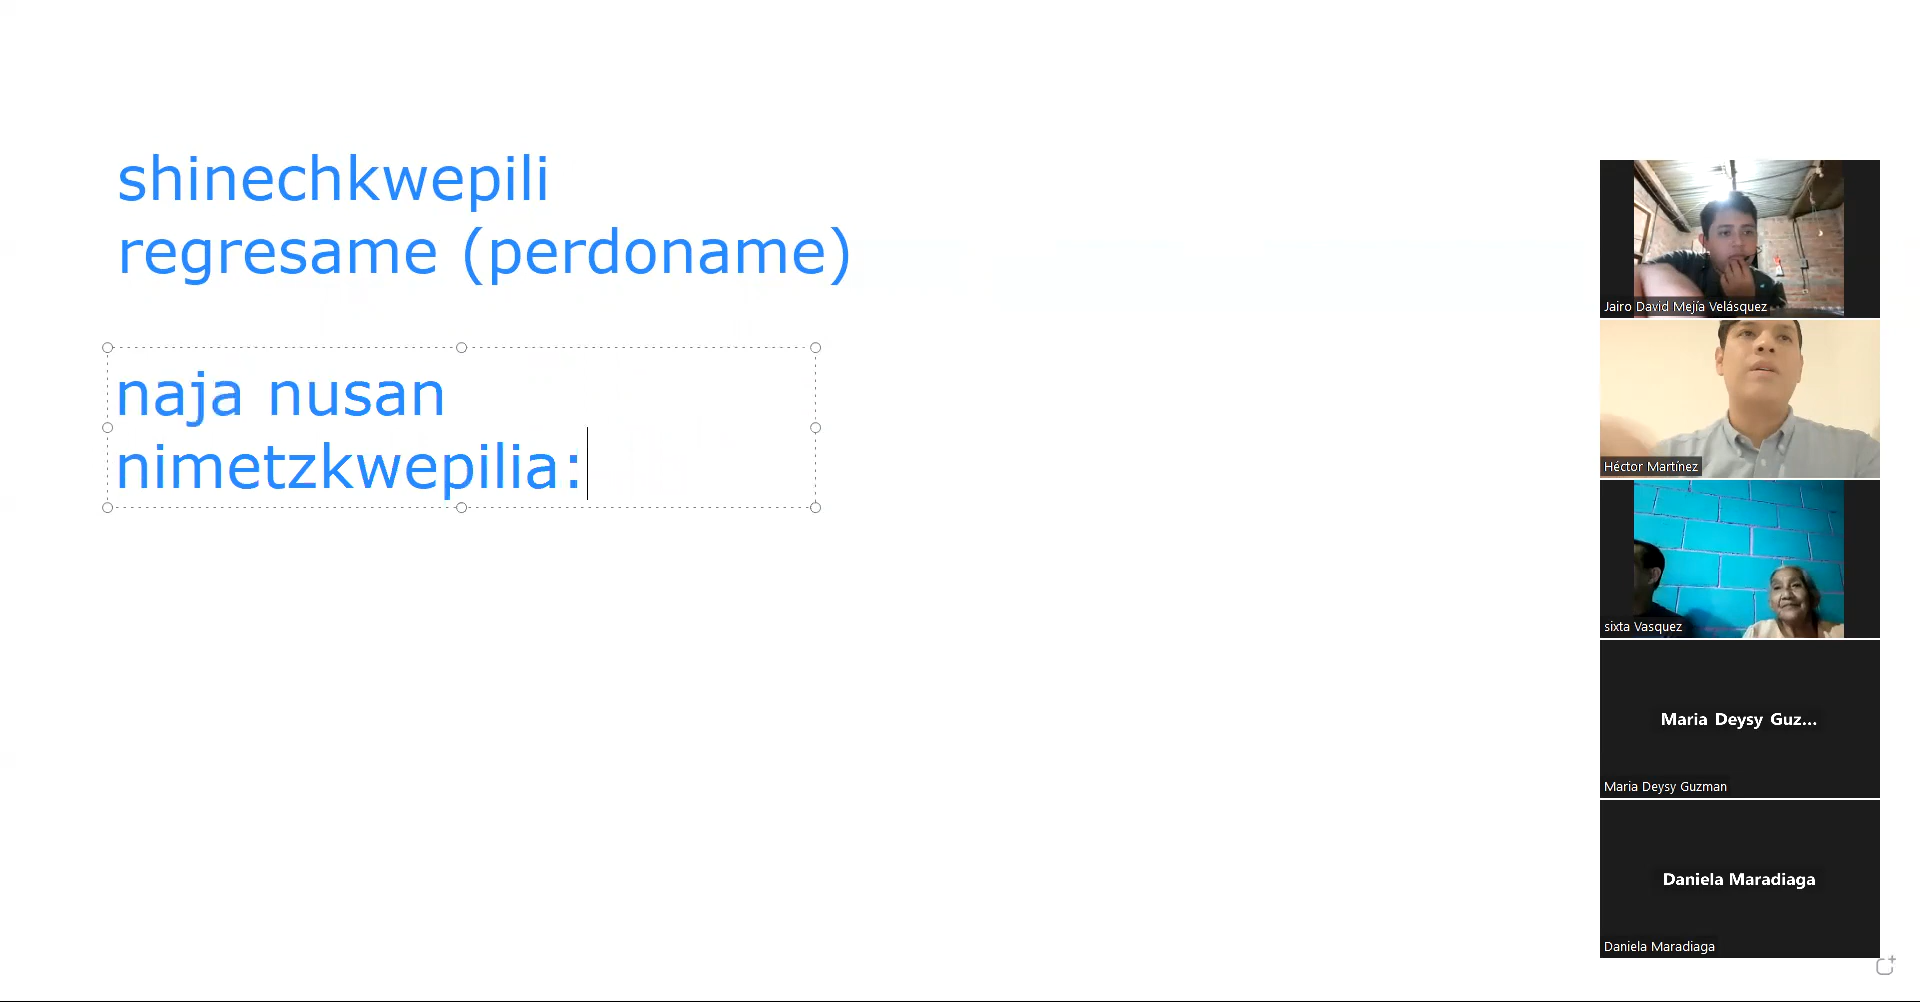 shinechkwepili
regresame (perdoname)
naja nusan
nimetzkwepilia:
Jairo David Mejía Velásquez
Héctor Martínez
sixta Vasquez
Maria Deysy Guz...
Maria Deysy Guzman
Daniela Maradiaga
Daniela Maradiaga